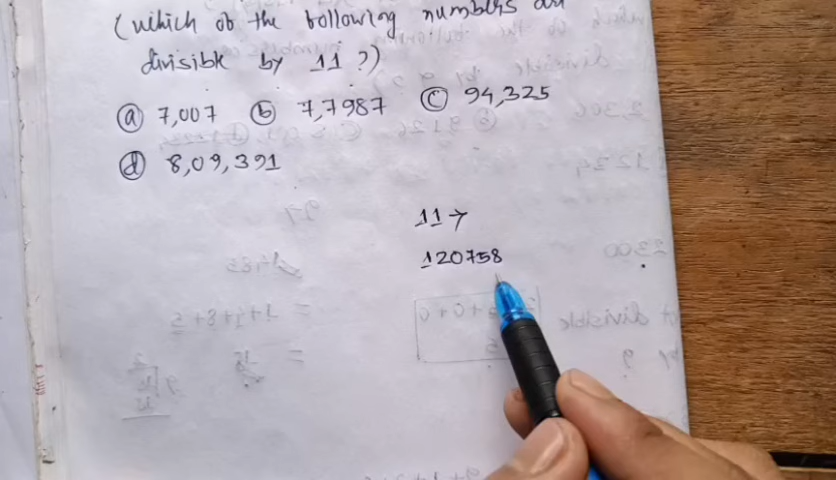 (which of the following numbers are
divisible by 11 ?)
ⓐ 7,007 ⓑ 7,7987 ⓒ 94,325
ⓓ 8,09,391
11→
120758